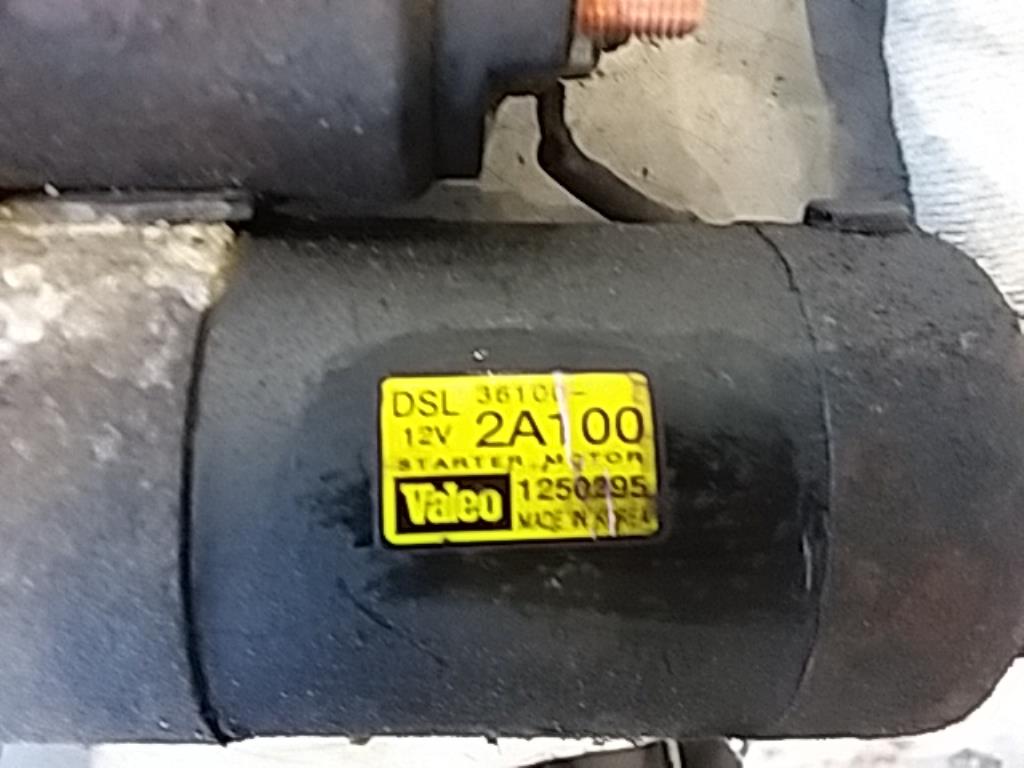 DSL 36100-
12V 2A100
STARTER MOTOR
Valeo 1250295
MADE IN KOREA